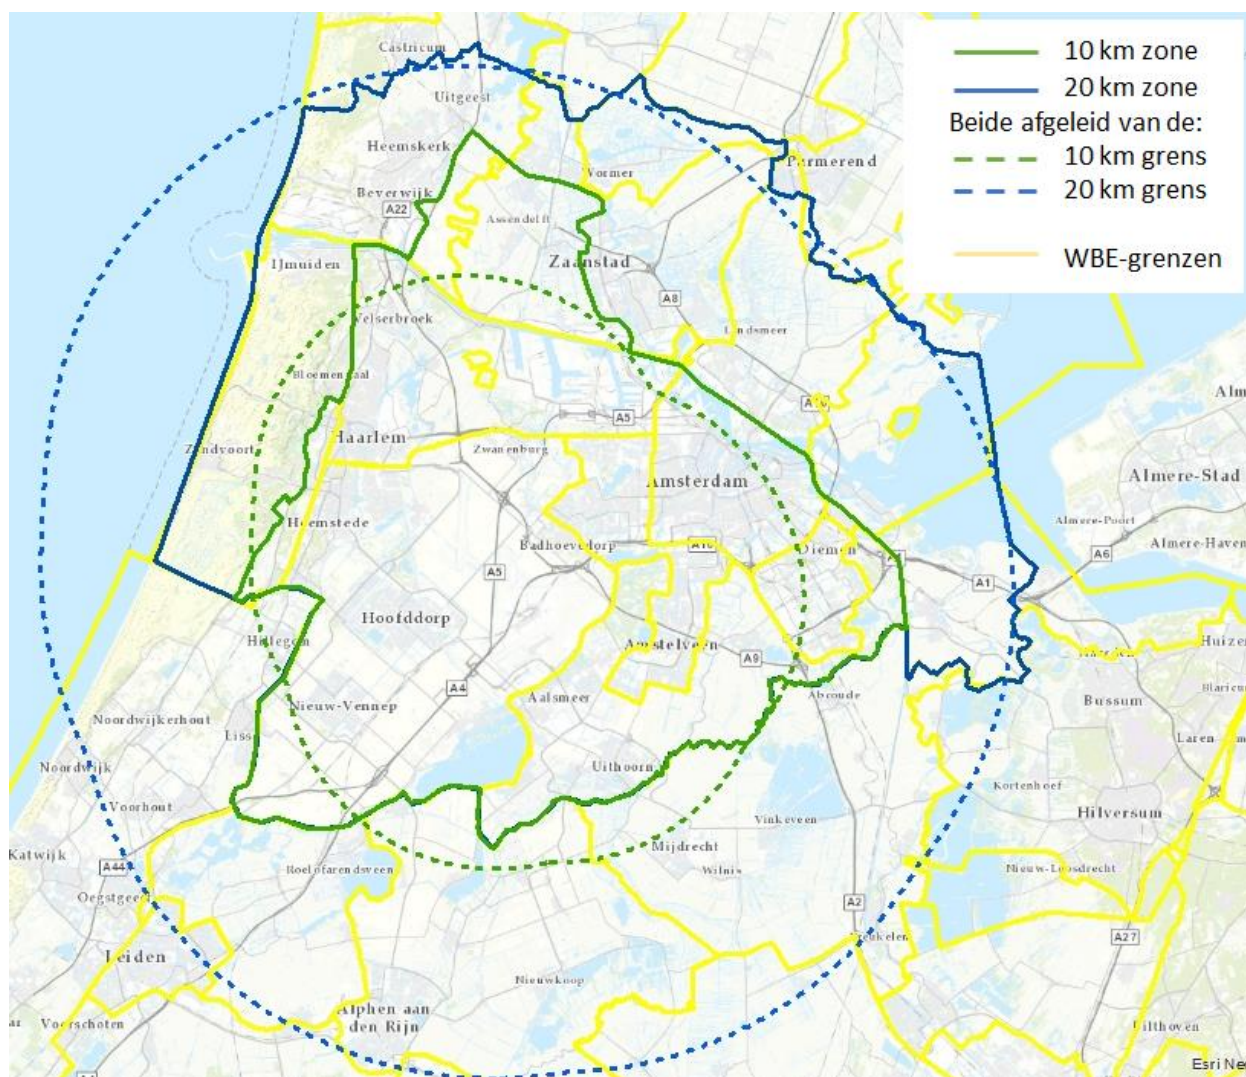 10 km zone
20 km zone
Beide afgeleid van de:
10 km grens
20 km grens
WBE-grenzen
Castricum
Uitgeest
Heemskerk
Purmerend
Wormer
Beverwijk
A22
Assendelft
IJmuiden
Zaanstad
A8
Velserbroek
Landsmeer
Bloemendaal
Alm
A5
A10
Haarlem
Zandvoort
Zwanenburg
Amsterdam
Almere-Stad
Heemstede
Almere-Poort
Badhoevedorp
A10
Diemen
Almere-Haven
A6
A5
A1
Hoofddorp
Hillegom
Amstelveen
Huizen
A9
A4
Aalsmeer
Abcoude
Blaricum
Nieuw-Vennep
Bussum
Noordwijkerhout
Lisse
Laren
Noordwijk
Uithoorn
Kortenhoef
Voorhout
Vinkeveen
Hilversum
Katwijk
Mijdrecht
A44
Roelofarendsveen
Wilnis
Nieuw-Loosdrecht
Oegstgeest
A2
Breukelen
A27
Leiden
Nieuwkoop
Alphen aan
den Rijn
Voorschoten
Bilthoven
Esri Ne